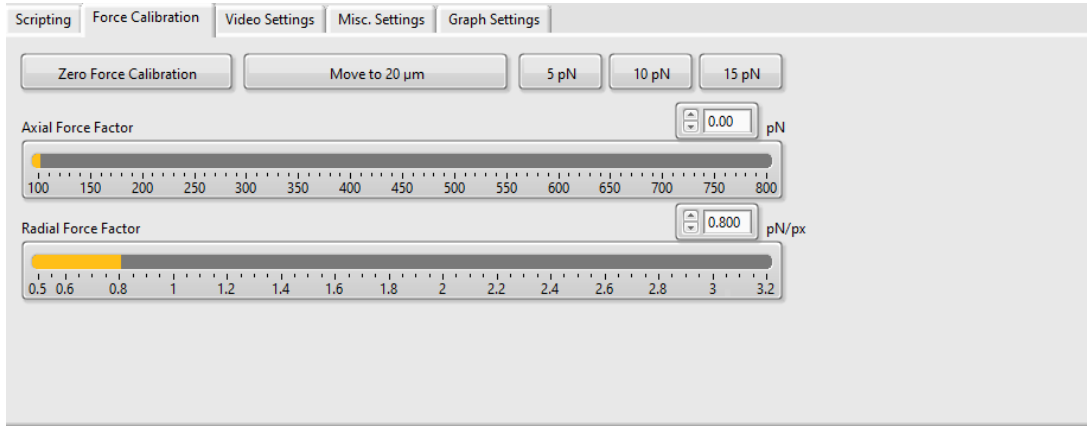 Scripting Force Calibration Video Settings Misc. Settings Graph Settings
Zero Force Calibration Move to 20 µm 5 pN 10 pN 15 pN
Axial Force Factor 0.00 pN
100 150 200 250 300 350 400 450 500 550 600 650 700 750 800
Radial Force Factor 0.800 pN/px
0.5 0.6 0.8 1 1.2 1.4 1.6 1.8 2 2.2 2.4 2.6 2.8 3 3.2